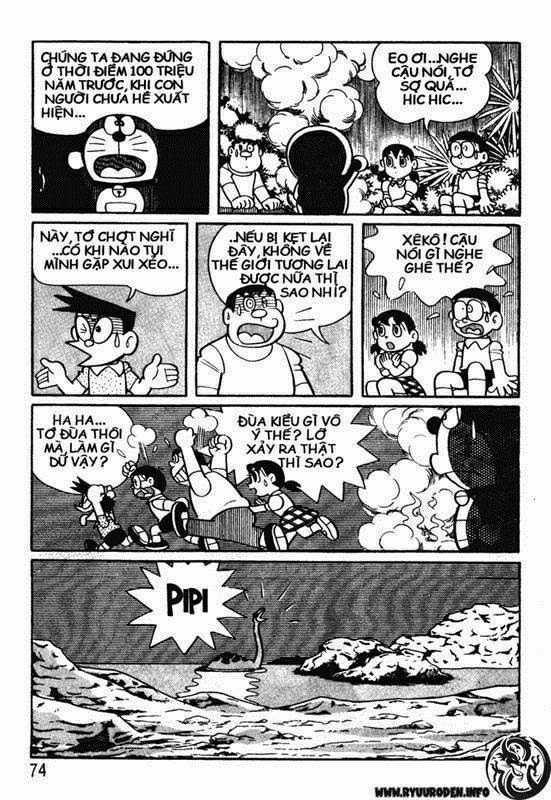 CHÚNG TA ĐANG ĐỨNG
Ở THỜI ĐIỂM 100 TRIỆU
NĂM TRƯỚC, KHI CON
NGƯỜI CHƯA HỀ XUẤT
HIỆN...
EO ƠI...NGHE
CẬU NÓI, TỚ
SỢ QUÁ...
HIC HIC...
NÀY, TỚ CHỢT NGHĨ
...CÓ KHI NÀO TỤI
MÌNH GẶP XUI XẺO...
..NẾU BỊ KẸT LẠI
ĐÂY, KHÔNG VỀ
THẾ GIỚI TƯƠNG LAI
ĐƯỢC NỮA THÌ
SAO NHỈ?
XÊKÔ! CẬU
NÓI GÌ NGHE
GHÊ THẾ?
HA HA...
TỚ ĐÙA THÔI
MÀ, LÀM GÌ
DỮ VẬY?
ĐÙA KIỂU GÌ VÔ
Ý THẾ? LỠ
XẢY RA THẬT
THÌ SAO?
PIPI
74
WWW.RYUURODEN.INFO